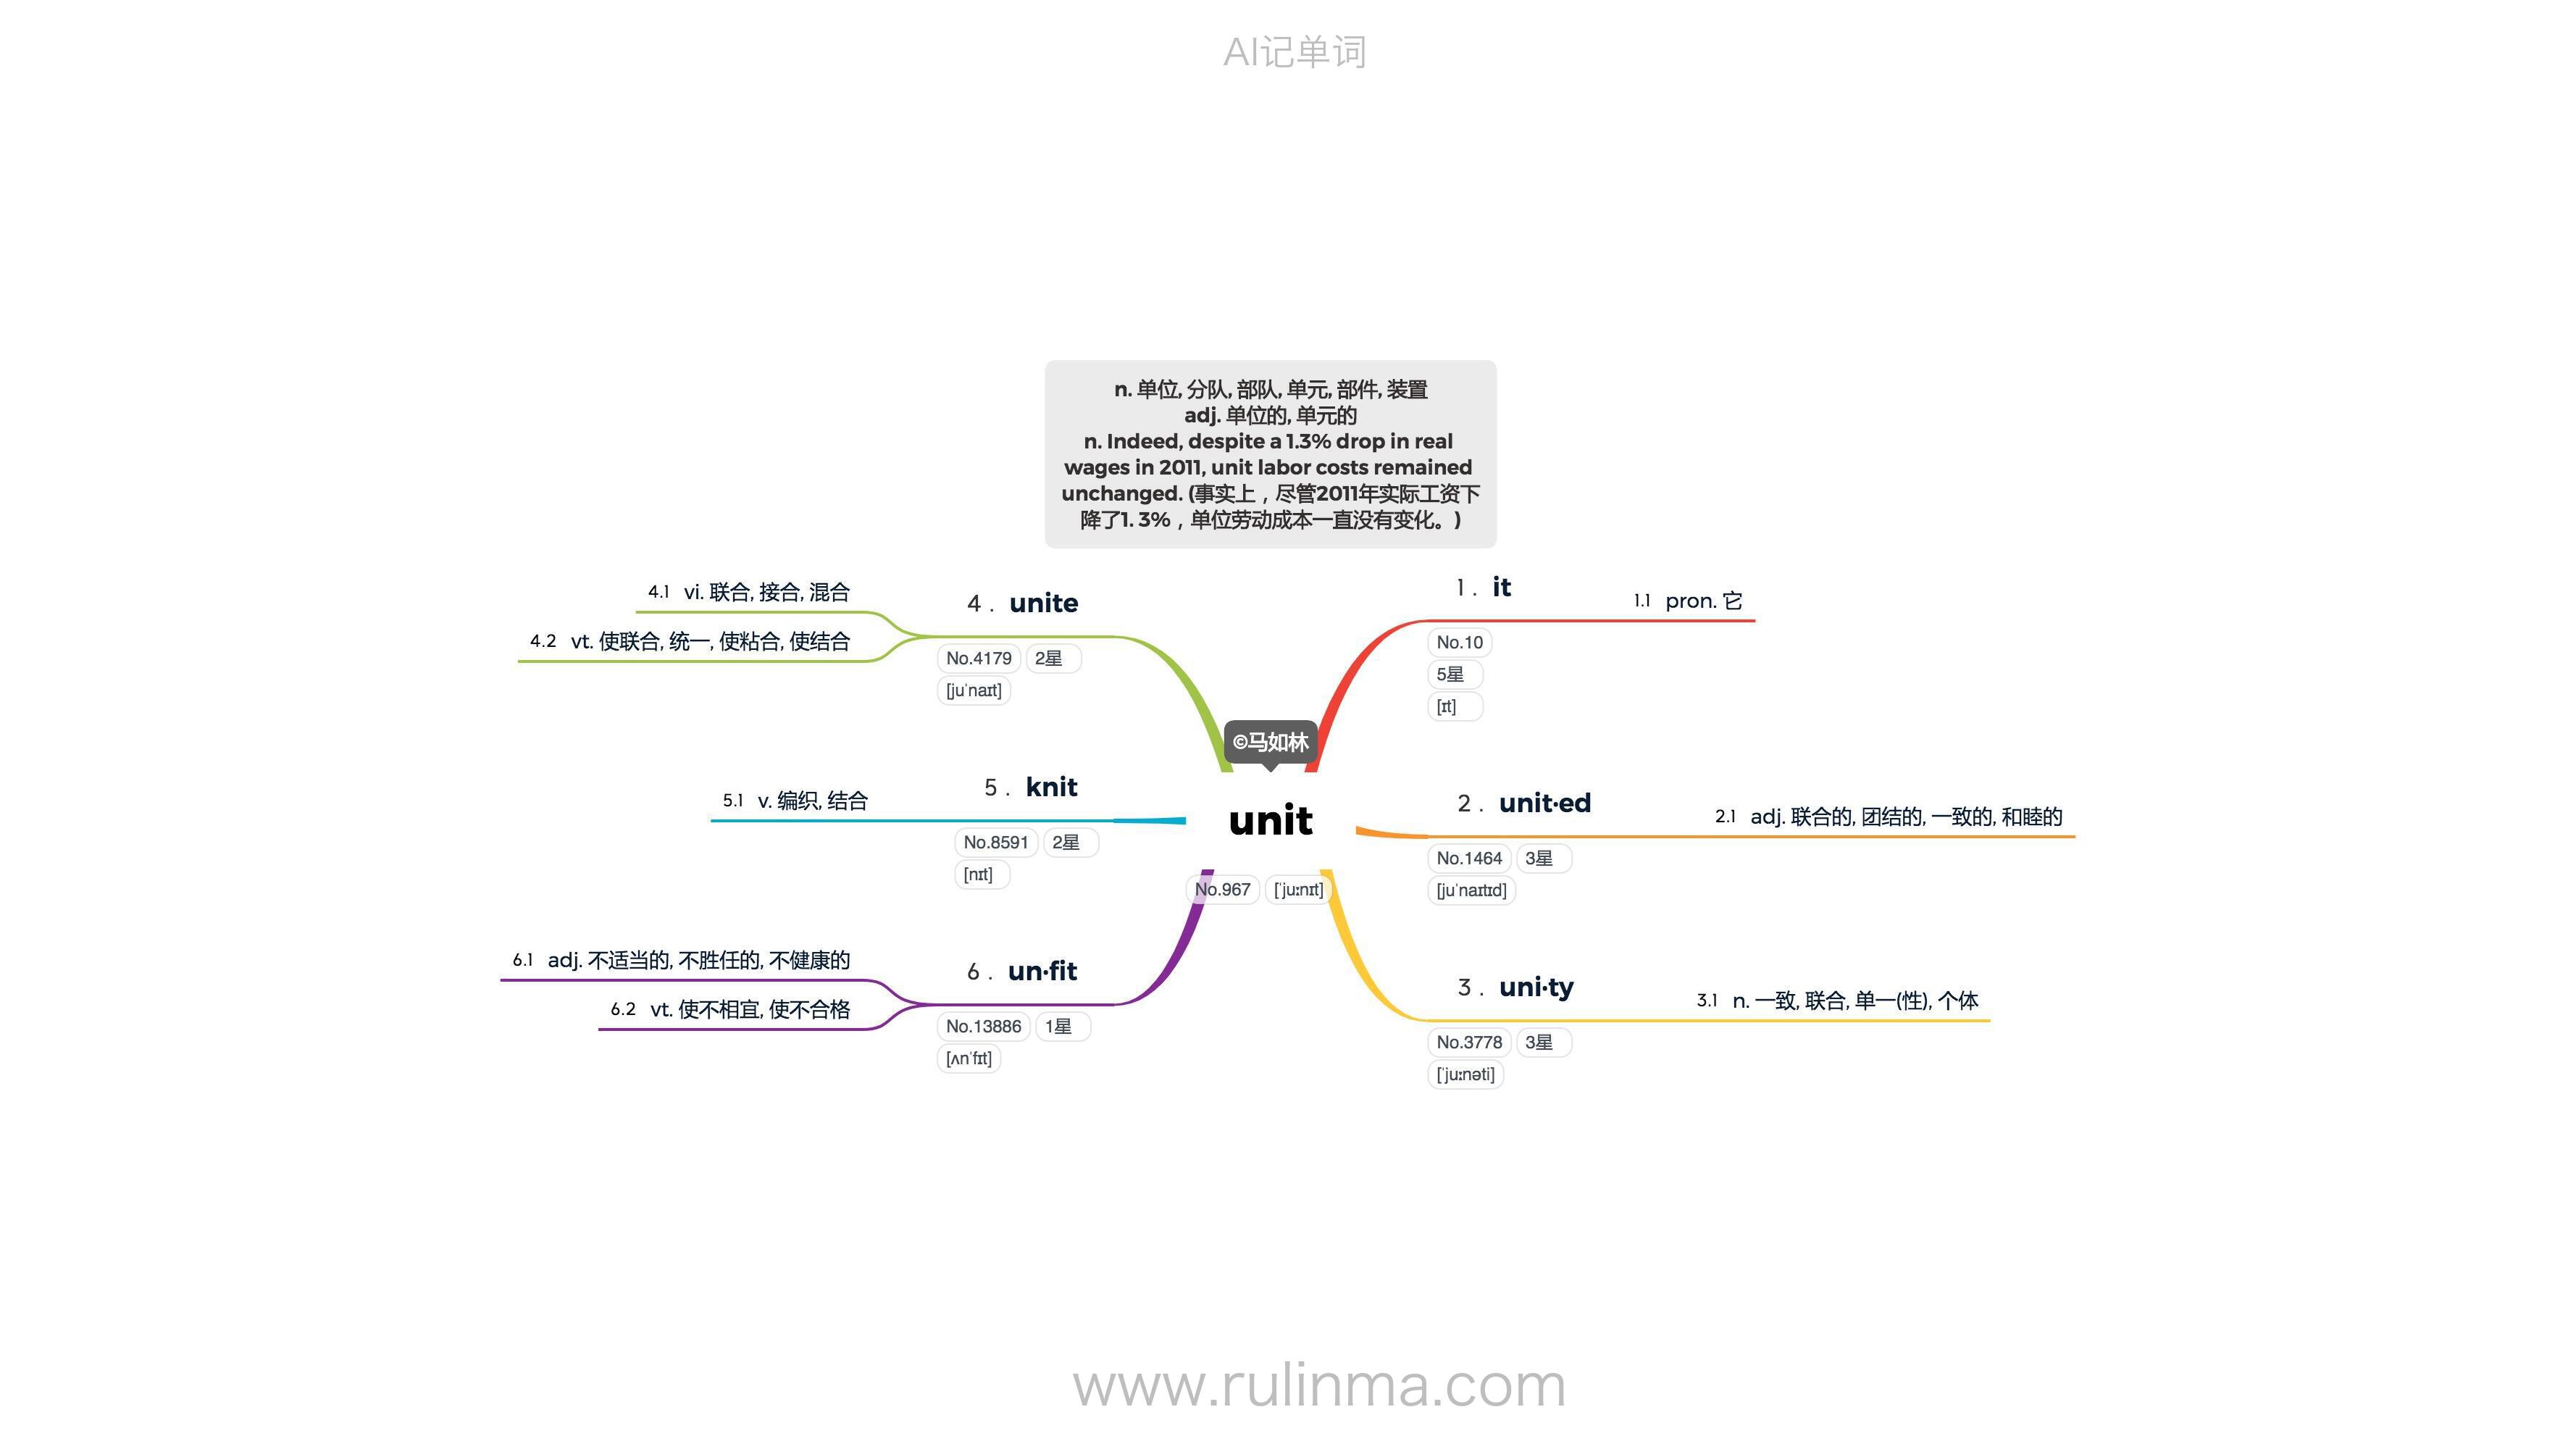 AI记单词
n. 单位, 分队, 部队, 单元, 部件, 装置
adj. 单位的, 单元的
n. Indeed, despite a 1.3% drop in real
wages in 2011, unit labor costs remained
unchanged. (事实上，尽管2011年实际工资下
降了1. 3%，单位劳动成本一直没有变化。)
©马如林
unit
No.967 [ˈjuːnɪt]
1 . it
No.10
5星
[ɪt]
1.1 pron. 它
2 . unit·ed
No.1464 3星
[juˈnaɪtɪd]
2.1 adj. 联合的, 团结的, 一致的, 和睦的
3 . uni·ty
No.3778 3星
[ˈjuːnəti]
3.1 n. 一致, 联合, 单一(性), 个体
4 . unite
No.4179 2星
[juˈnaɪt]
4.1 vi. 联合, 接合, 混合
4.2 vt. 使联合, 统一, 使粘合, 使结合
5 . knit
No.8591 2星
[nɪt]
5.1 v. 编织, 结合
6 . un·fit
No.13886 1星
[ʌnˈfɪt]
6.1 adj. 不适当的, 不胜任的, 不健康的
6.2 vt. 使不相宜, 使不合格
www.rulinma.com